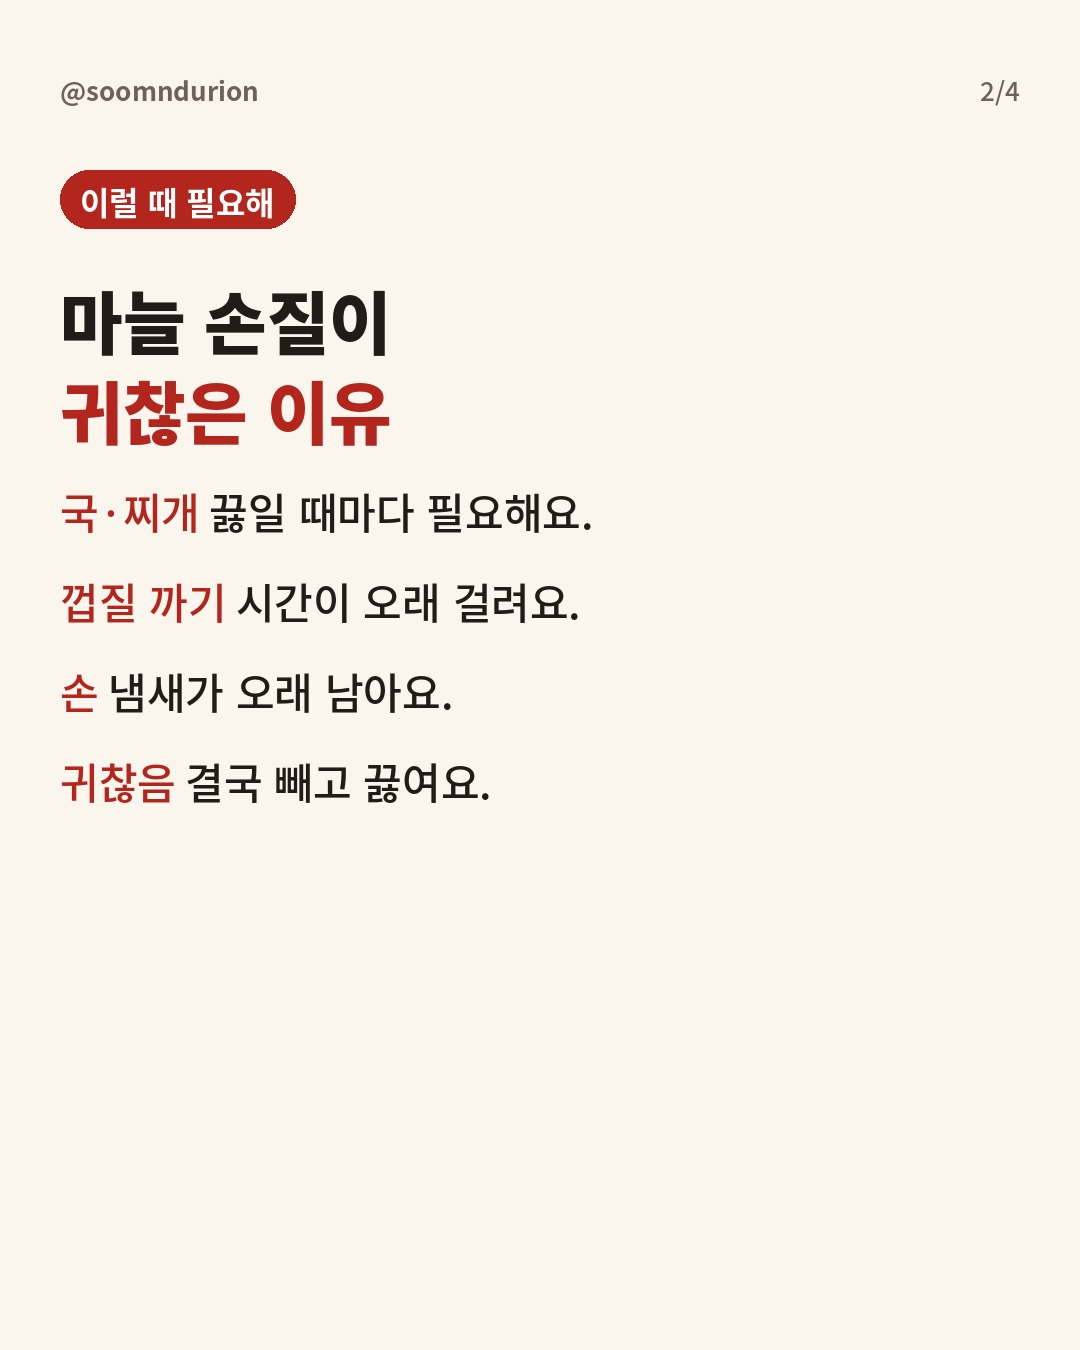 @soomndurion
2/4
이럴 때 필요해
마늘 손질이
귀찮은 이유
국·찌개 끓일 때마다 필요해요.
껍질 까기 시간이 오래 걸려요.
손 냄새가 오래 남아요.
귀찮음 결국 빼고 끓여요.